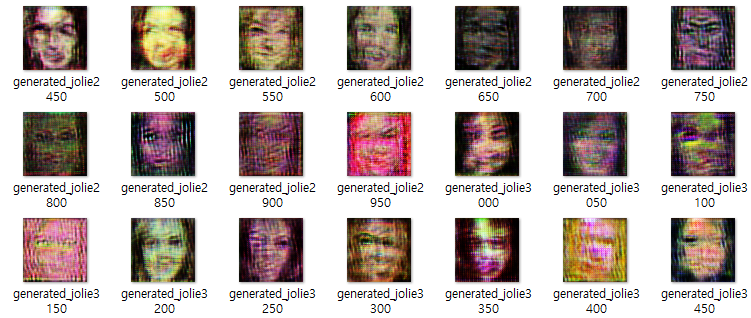 generated_jolie2 generated_jolie2 generated_jolie2 generated_jolie2 generated_jolie2 generated_jolie2 generated_jolie2
450 500 550 600 650 700 750
generated_jolie2 generated_jolie2 generated_jolie2 generated_jolie2 generated_jolie3 generated_jolie3 generated_jolie3
800 850 900 950 000 050 100
generated_jolie3 generated_jolie3 generated_jolie3 generated_jolie3 generated_jolie3 generated_jolie3 generated_jolie3
150 200 250 300 350 400 450